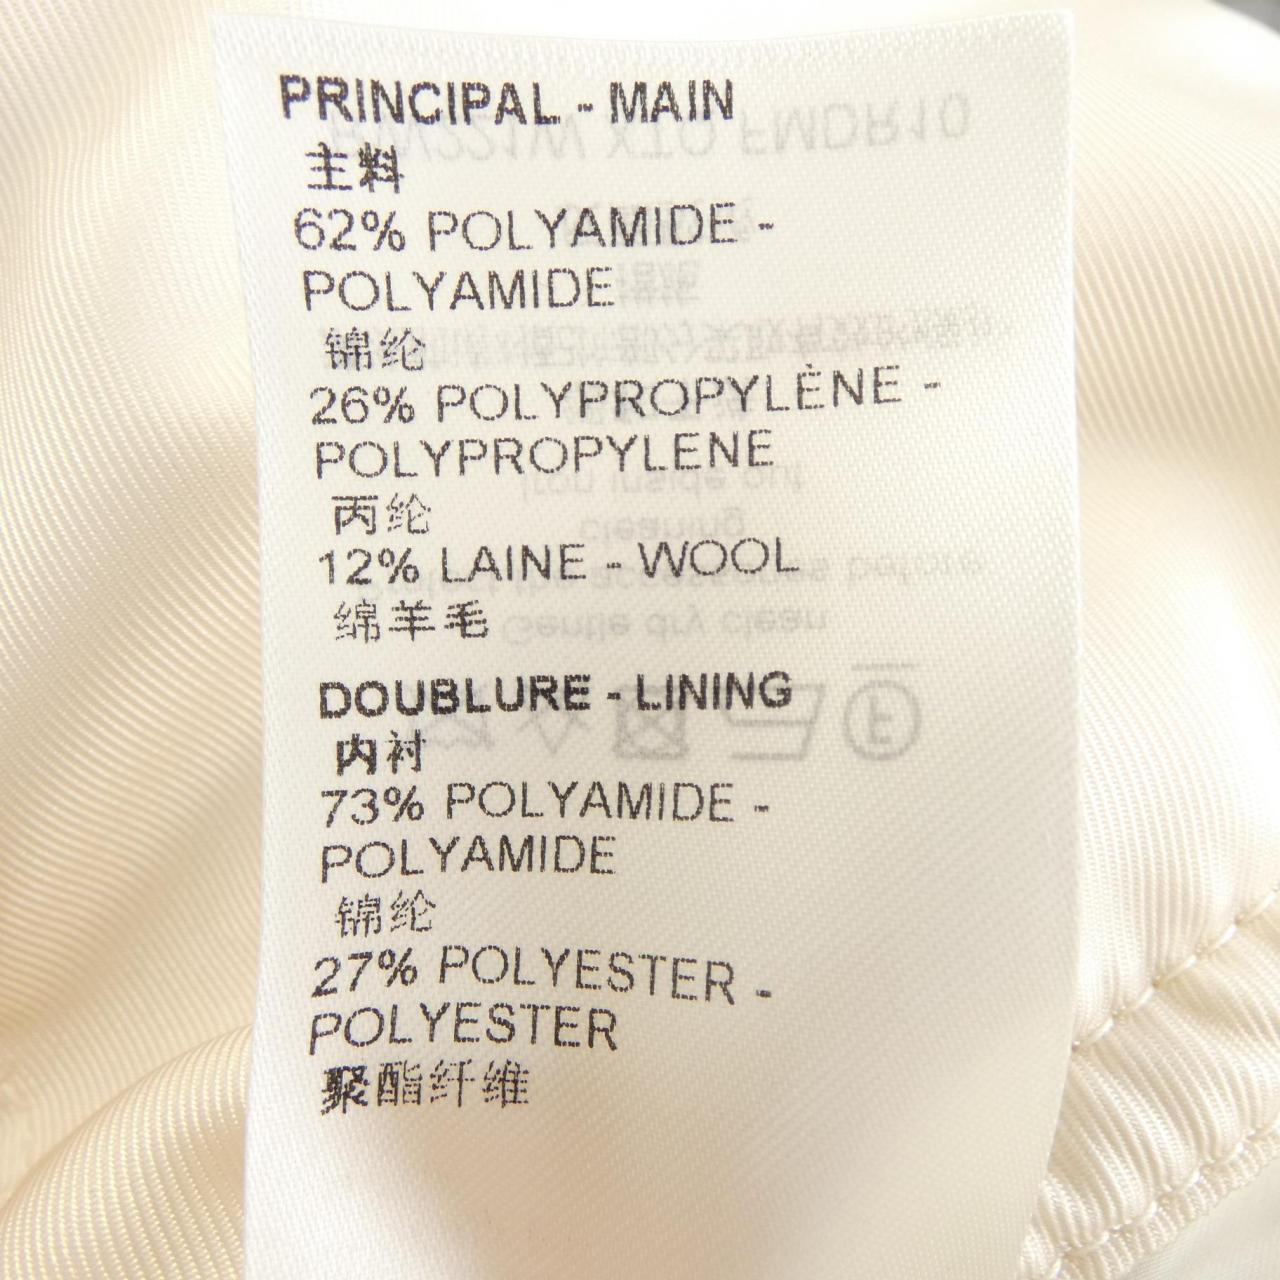 PRINCIPAL - MAIN
主料
62% POLYAMIDE -
POLYAMIDE
锦纶
26% POLYPROPYLÈNE -
POLYPROPYLENE
丙纶
12% LAINE - WOOL
绵羊毛
DOUBLURE - LINING
内衬
73% POLYAMIDE -
POLYAMIDE
锦纶
27% POLYESTER -
POLYESTER
聚酯纤维